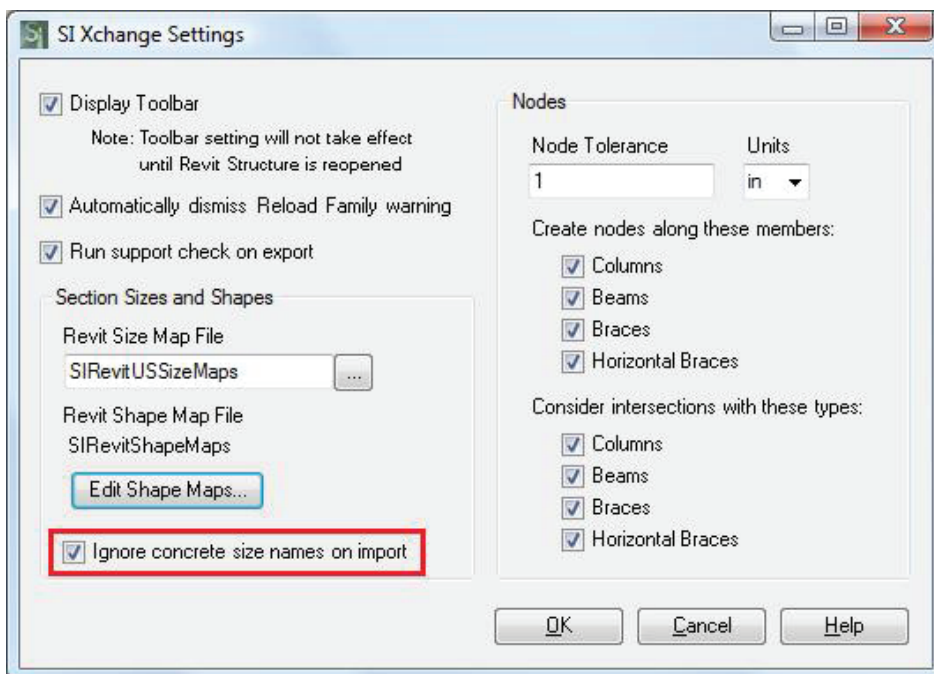 SI Xchange Settings
Display Toolbar
Note: Toolbar setting will not take effect
until Revit Structure is reopened
Automatically dismiss Reload Family warning
Run support check on export
Section Sizes and Shapes
Revit Size Map File
SIRevitUSSizeMaps
...
Revit Shape Map File
SIRevitShapeMaps
Edit Shape Maps...
Ignore concrete size names on import
Nodes
Node Tolerance Units
1 in
Create nodes along these members:
Columns
Beams
Braces
Horizontal Braces
Consider intersections with these types:
Columns
Beams
Braces
Horizontal Braces
OK Cancel Help